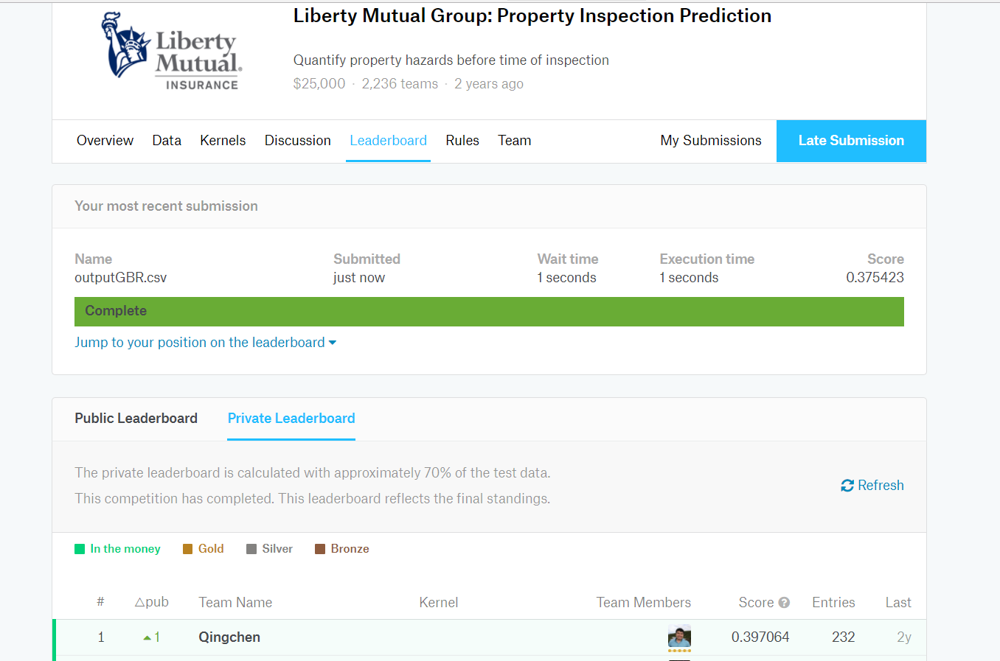 Liberty Mutual Group: Property Inspection Prediction
Liberty
Mutual.
INSURANCE
Quantify property hazards before time of inspection
$25,000 · 2,236 teams · 2 years ago
Overview Data Kernels Discussion Leaderboard Rules Team My Submissions Late Submission
Your most recent submission
Name Submitted Wait time Execution time Score
outputGBR.csv just now 1 seconds 1 seconds 0.375423
Complete
Jump to your position on the leaderboard
Public Leaderboard Private Leaderboard
The private leaderboard is calculated with approximately 70% of the test data.
This competition has completed. This leaderboard reflects the final standings.
Refresh
In the money Gold Silver Bronze
# △pub Team Name Kernel Team Members Score ? Entries Last
1 ▲1 Qingchen 0.397064 232 2y